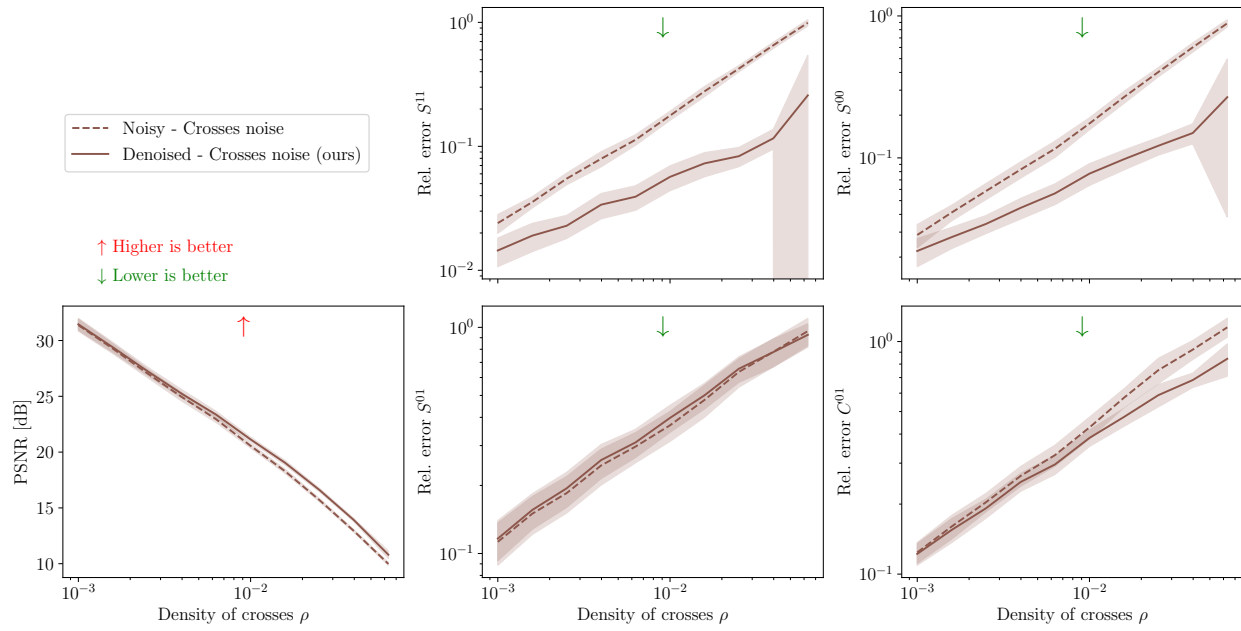 Noisy - Crosses noise
Denoised - Crosses noise (ours)
↑ Higher is better
↓ Lower is better
↓
Rel. error S¹¹
10⁰
10⁻¹
10⁻²
↓
Rel. error S⁰⁰
10⁰
10⁻¹
↑
PSNR [dB]
30
25
20
15
10
10⁻³
10⁻²
Density of crosses ρ
↓
Rel. error S⁰¹
10⁰
10⁻¹
10⁻³
10⁻²
Density of crosses ρ
↓
Rel. error C⁰¹
10⁰
10⁻¹
10⁻³
10⁻²
Density of crosses ρ